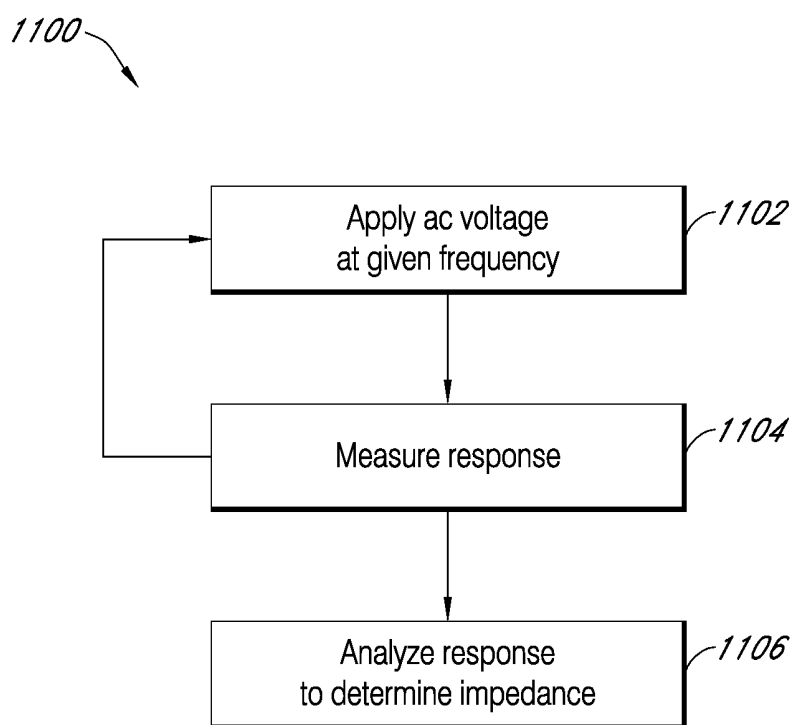 1100
Apply ac voltage
at given frequency
1102
Measure response
1104
Analyze response
to determine impedance
1106